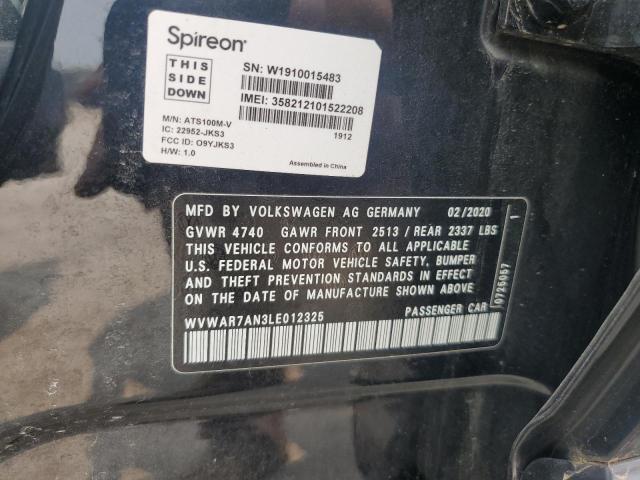 Spireon
THIS
SIDE
DOWN
SN: W1910015483
IMEI: 358212101522208
M/N: ATS100M-V
IC: 22952-JKS3
FCC ID: O9YJKS3
H/W: 1.0
1912
Assembled in China
MFD BY VOLKSWAGEN AG GERMANY 02/2020
GVWR 4740 GAWR FRONT 2513 / REAR 2337 LBS
THIS VEHICLE CONFORMS TO ALL APPLICABLE
U.S. FEDERAL MOTOR VEHICLE SAFETY, BUMPER
AND THEFT PREVENTION STANDARDS IN EFFECT
ON THE DATE OF MANUFACTURE SHOWN ABOVE.
WVWAR7AN3LE012325 PASSENGER CAR
0725057